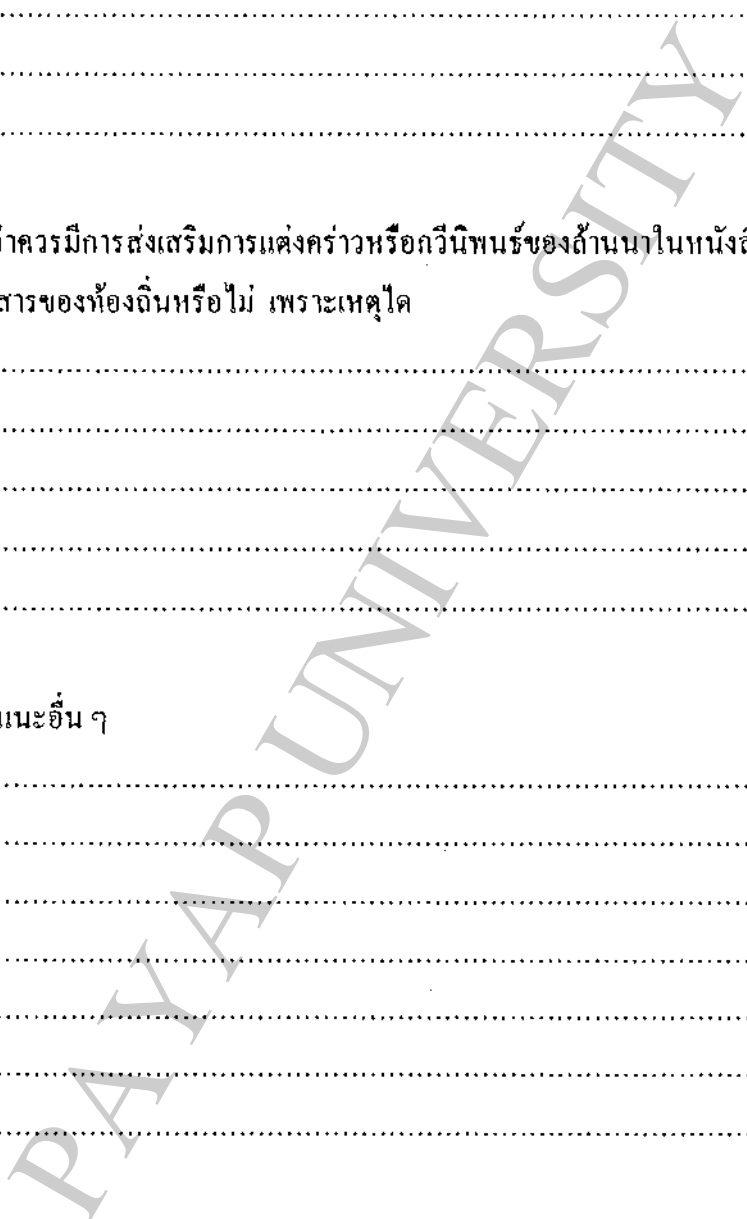 ว่าควรมีการส่งเสริมการแต่งคร่าวหรือกวีนิพนธ์ของล้านนาในหนังสื
สารของท้องถิ่นหรือไม่ เพราะเหตุใด
แนะอื่น ๆ
PAYAP UNIVERSITY